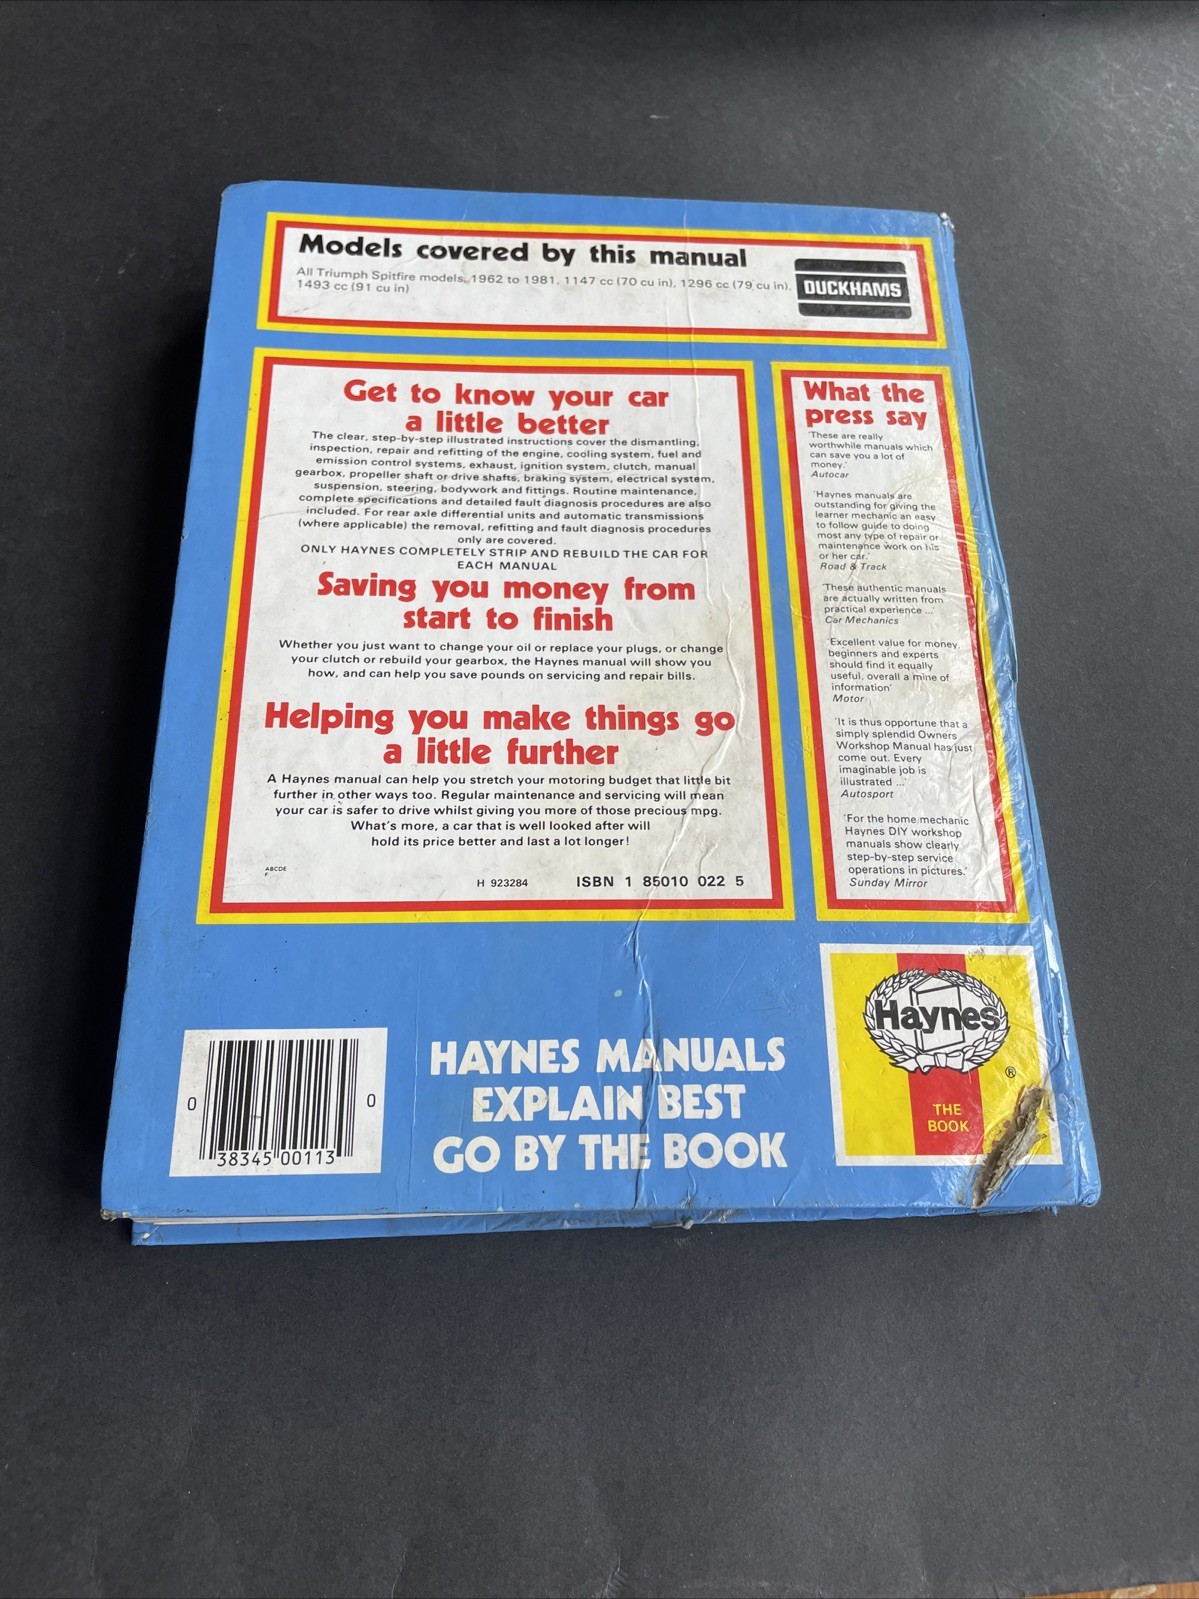 Models covered by this manual
All Triumph Spitfire models, 1962 to 1981, 1147 cc (70 cu in), 1296 cc (79 cu in),
1493 cc (91 cu in)
DUCKHAMS
Get to know your car
a little better
The clear, step-by-step illustrated instructions cover the dismantling,
inspection, repair and refitting of the engine, cooling system, fuel and
emission control systems, exhaust, ignition system, clutch, manual
gearbox, propeller shaft or drive shafts, braking system, electrical system,
suspension, steering, bodywork and fittings. Routine maintenance,
complete specifications and detailed fault diagnosis procedures are also
included. For rear axle differential units and automatic transmissions
(where applicable) the removal, refitting and fault diagnosis procedures
only are covered.
ONLY HAYNES COMPLETELY STRIP AND REBUILD THE CAR FOR
EACH MANUAL
Saving you money from
start to finish
Whether you just want to change your oil or replace your plugs, or change
your clutch or rebuild your gearbox, the Haynes manual will show you
how, and can help you save pounds on servicing and repair bills.
Helping you make things go
a little further
A Haynes manual can help you stretch your motoring budget that little bit
further in other ways too. Regular maintenance and servicing will mean
your car is safer to drive whilst giving you more of those precious mpg.
What's more, a car that is well looked after will
hold its price better and last a lot longer!
ABCDE
F
H 923284 ISBN 1 85010 022 5
What the
press say
'These are really
worthwhile manuals which
can save you a lot of
money.'
Autocar
'Haynes manuals are
outstanding for giving the
learner mechanic an easy
to follow guide to doing
most any type of repair or
maintenance work on his
or her car.'
Road & Track
'These authentic manuals
are actually written from
practical experience ...'
Car Mechanics
'Excellent value for money,
beginners and experts
should find it equally
useful, overall a mine of
information'
Motor
'It is thus opportune that a
simply splendid Owners
Workshop Manual has just
come out. Every
imaginable job is
illustrated ...'
Autosport
'For the home mechanic
Haynes DIY workshop
manuals show clearly
step-by-step service
operations in pictures.'
Sunday Mirror
0 38345 00113 0
HAYNES MANUALS
EXPLAIN BEST
GO BY THE BOOK
Haynes
®
THE
BOOK